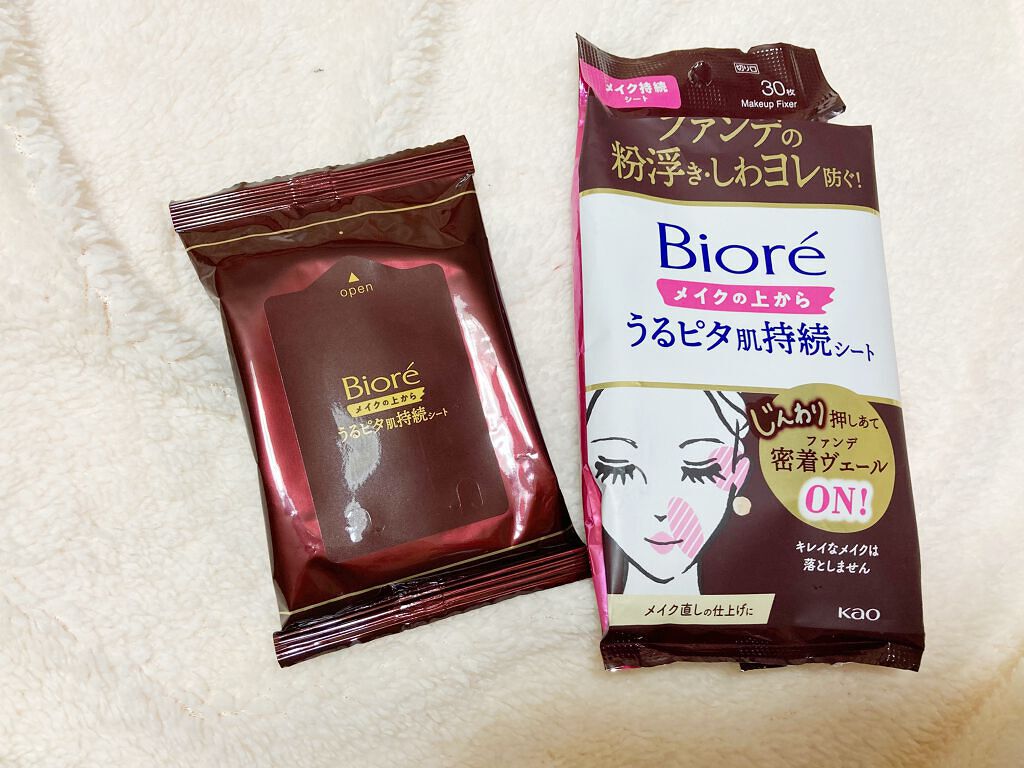 open
Bioré
メイクの上から
うるピタ肌持続シート
メイク持続
シート
切り口
30枚
Makeup Fixer
ファンデの
粉浮き・しわヨレ防ぐ!
Bioré
メイクの上から
うるピタ肌持続シート
じんわり押しあて
ファンデ
密着ヴェール
ON!
キレイなメイクは
落としません
メイク直しの仕上げに
Kao